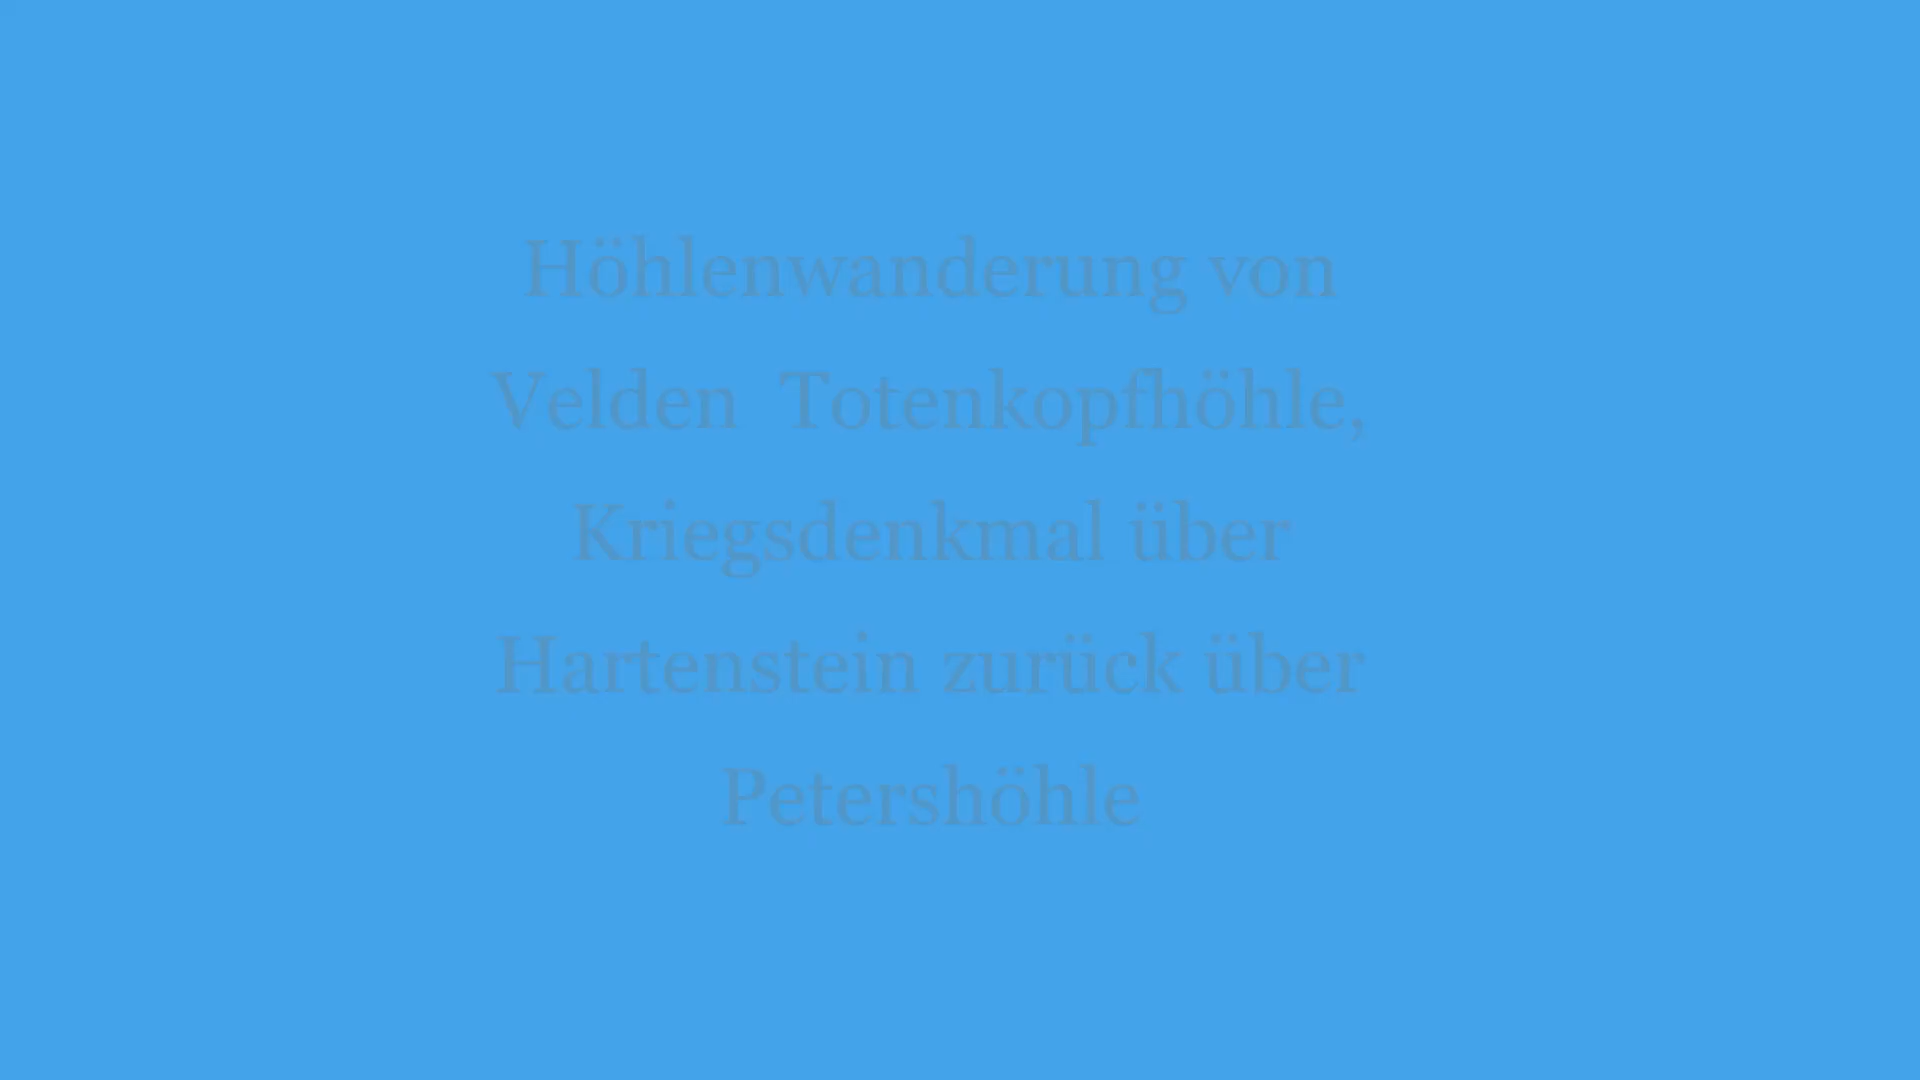 Höhlenwanderung von
Velden  Totenkopfhöhle,
Kriegsdenkmal über
Hartenstein zurück über
Petershöhle